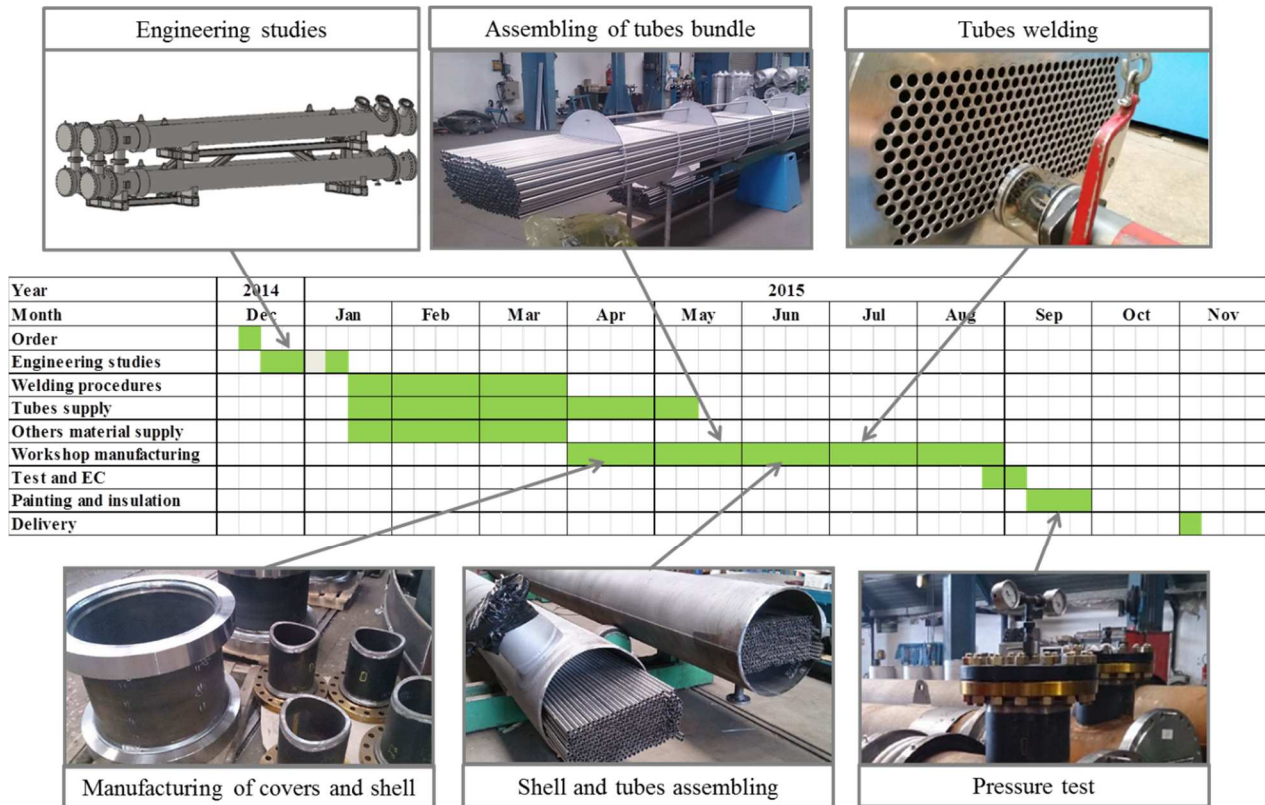 Engineering studies
Assembling of tubes bundle
Tubes welding
Year 2014 2015
Month Dec Jan Feb Mar Apr May Jun Jul Aug Sep Oct Nov
Order
Engineering studies
Welding procedures
Tubes supply
Others material supply
Workshop manufacturing
Test and EC
Painting and insulation
Delivery
Manufacturing of covers and shell
Shell and tubes assembling
Pressure test